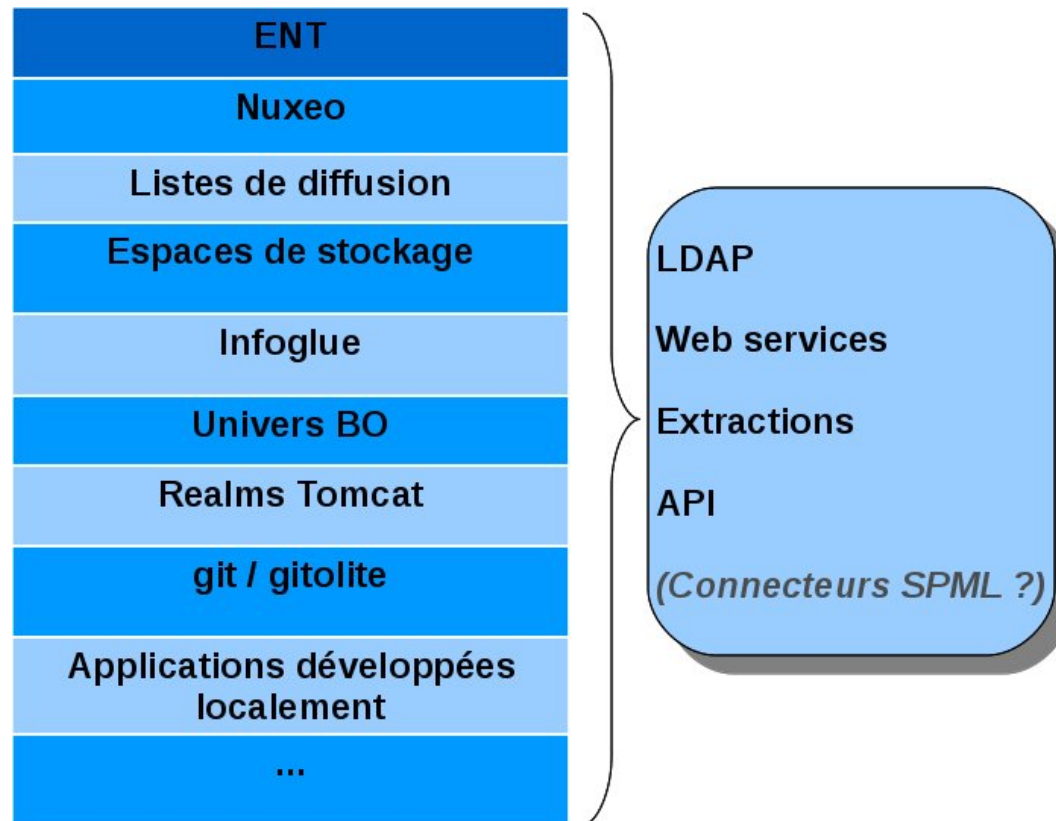 ENT
Nuxeo
Listes de diffusion
Espaces de stockage
Infoglue
Univers BO
Realms Tomcat
git / gitolite
Applications développées
localement
...
LDAP
Web services
Extractions
API
(Connecteurs SPML ?)